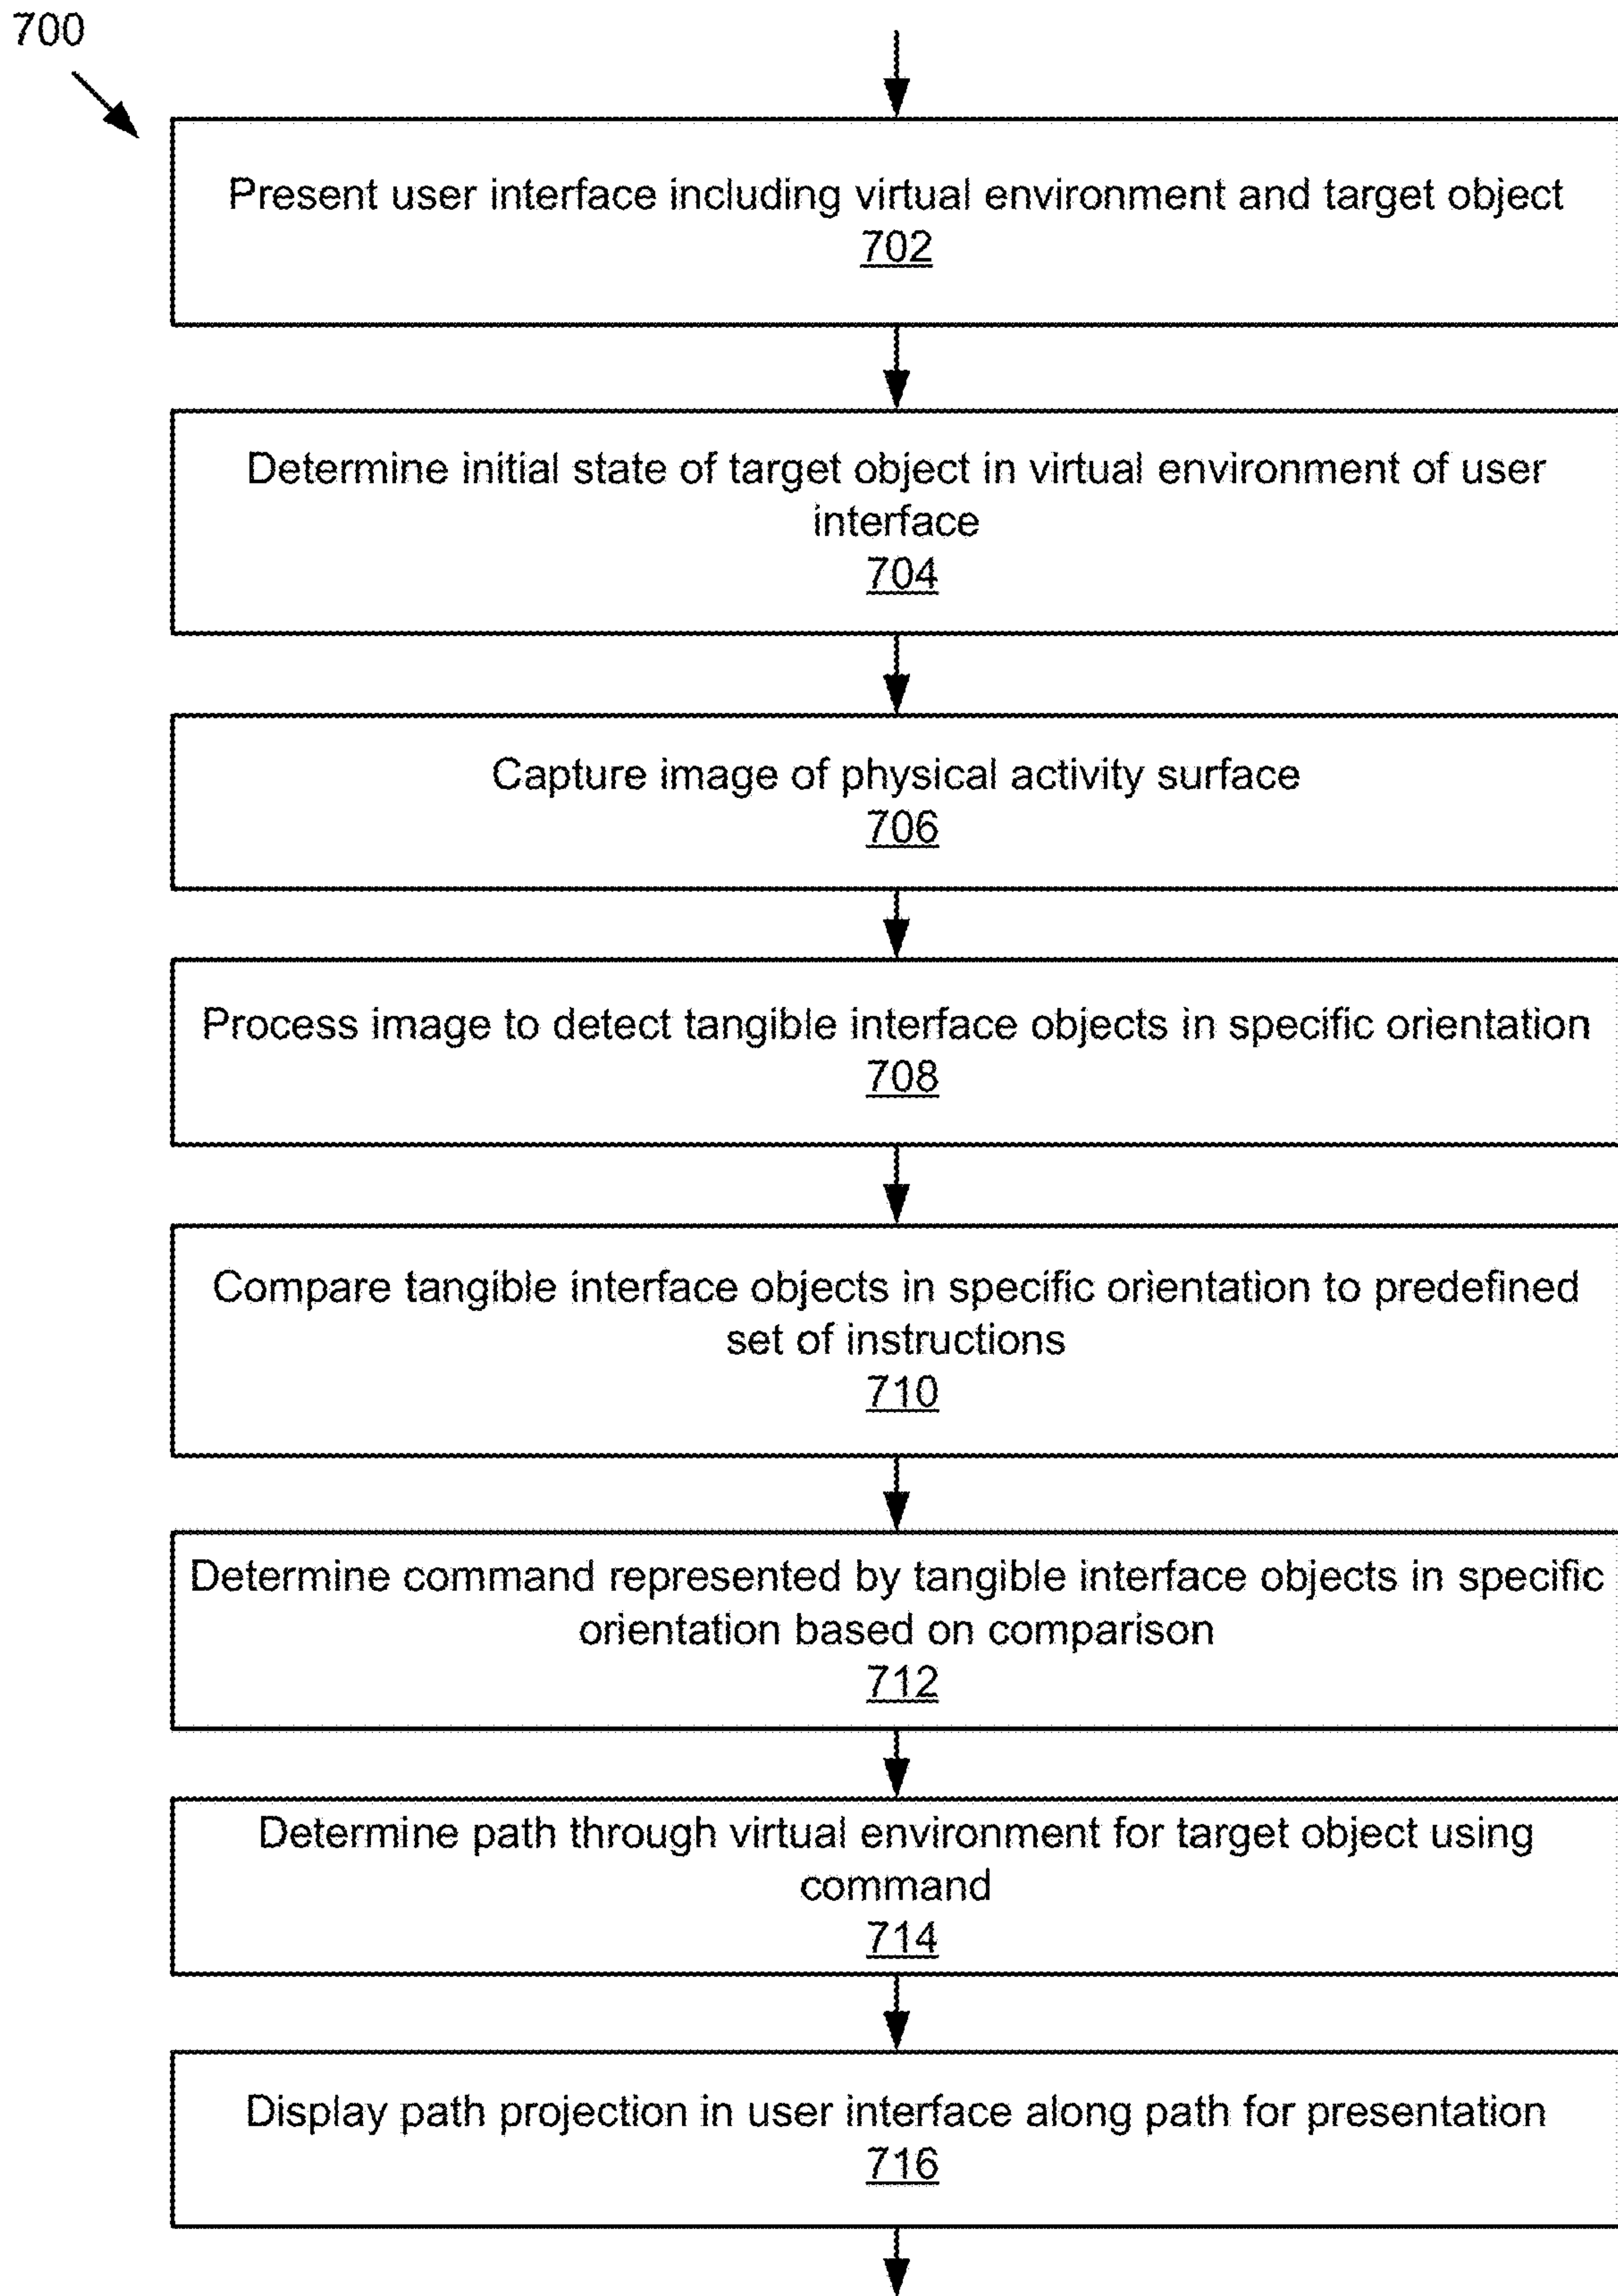 700
Present user interface including virtual environment and target object
702
Determine initial state of target object in virtual environment of user
interface
704
Capture image of physical activity surface
706
Process image to detect tangible interface objects in specific orientation
708
Compare tangible interface objects in specific orientation to predefined
set of instructions
710
Determine command represented by tangible interface objects in specific
orientation based on comparison
712
Determine path through virtual environment for target object using
command
714
Display path projection in user interface along path for presentation
716